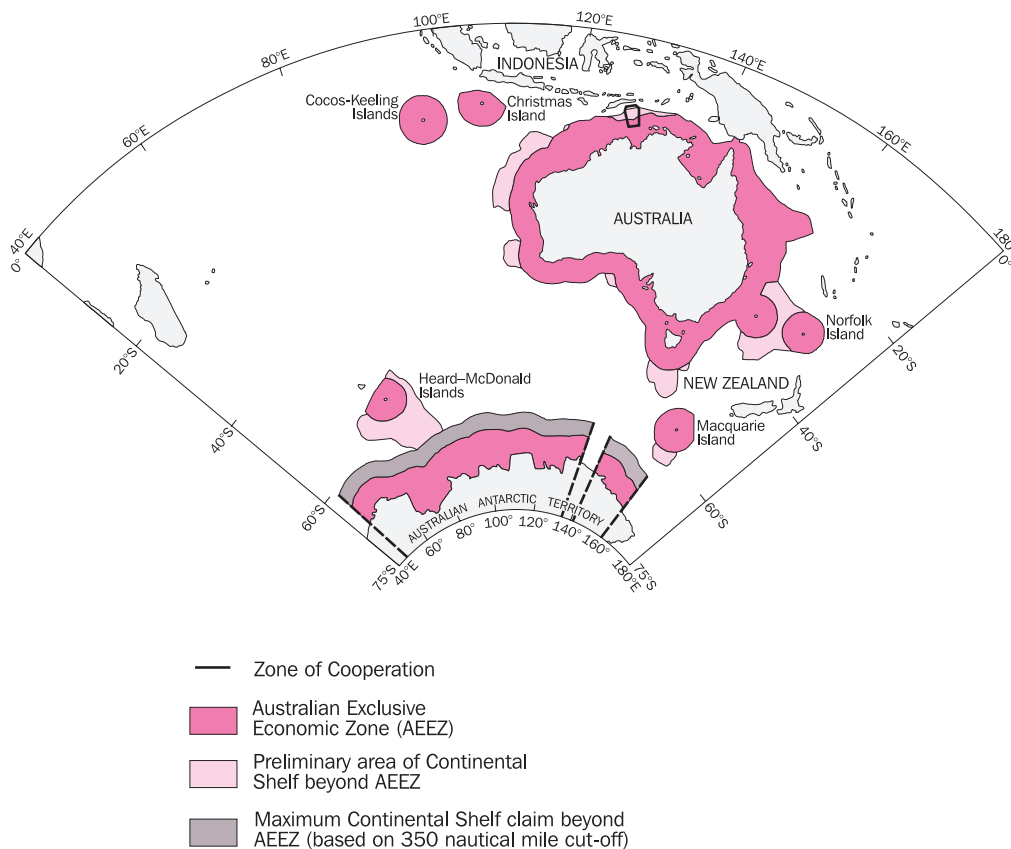 100°E
120°E
80°E
140°E
60°E
160°E
40°E
0°
180°
0°
INDONESIA
Cocos-Keeling
Islands
Christmas
Island
AUSTRALIA
Norfolk
Island
20°S
20°S
Heard–McDonald
Islands
NEW ZEALAND
Macquarie
Island
40°S
40°S
60°S
60°S
AUSTRALIAN ANTARCTIC TERRITORY
75°S
40°E
60°
80°
100°
120°
140°
160°
180°E
75°S
Zone of Cooperation
Australian Exclusive
Economic Zone (AEEZ)
Preliminary area of Continental
Shelf beyond AEEZ
Maximum Continental Shelf claim beyond
AEEZ (based on 350 nautical mile cut-off)